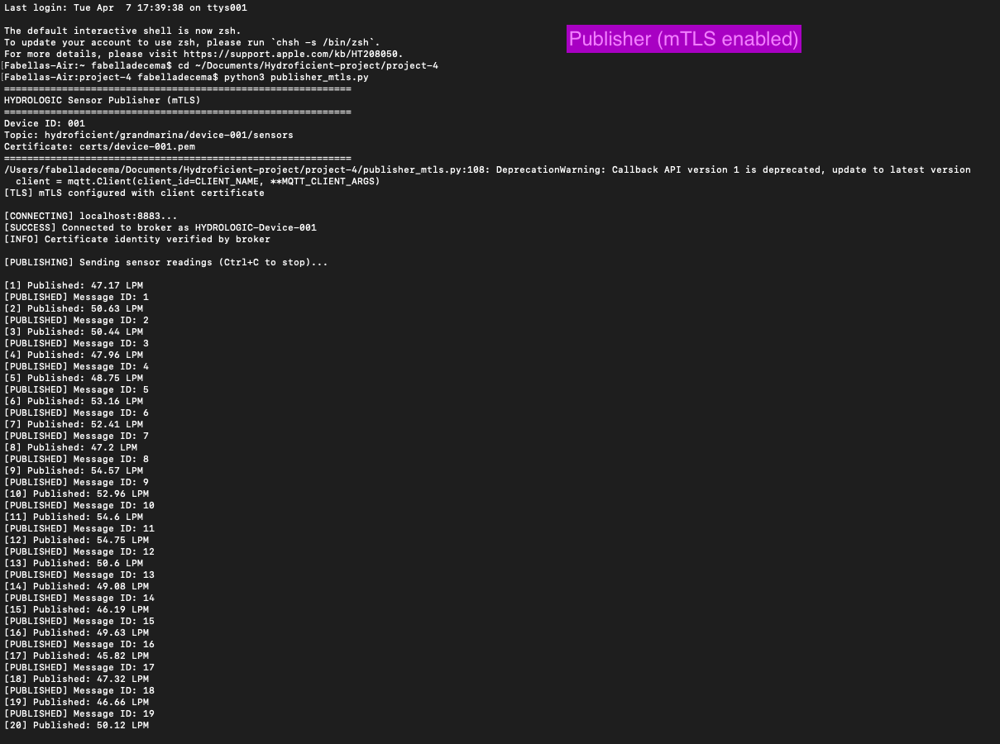 Last login: Tue Apr  7 17:39:38 on ttys001
The default interactive shell is now zsh.
To update your account to use zsh, please run `chsh -s /bin/zsh`.
For more details, please visit https://support.apple.com/kb/HT208050.
[Fabellas-Air:~ fabelladecema$ cd ~/Documents/Hydroficient-project/project-4
[Fabellas-Air:project-4 fabelladecema$ python3 publisher_mtls.py
Publisher (mTLS enabled)
============================================================
HYDROLOGIC Sensor Publisher (mTLS)
============================================================
Device ID: 001
Topic: hydroficient/grandmarina/device-001/sensors
Certificate: certs/device-001.pem
============================================================
/Users/fabelladecema/Documents/Hydroficient-project/project-4/publisher_mtls.py:108: DeprecationWarning: Callback API version 1 is deprecated, update to latest version
  client = mqtt.Client(client_id=CLIENT_NAME, **MQTT_CLIENT_ARGS)
[TLS] mTLS configured with client certificate
[CONNECTING] localhost:8883...
[SUCCESS] Connected to broker as HYDROLOGIC-Device-001
[INFO] Certificate identity verified by broker
[PUBLISHING] Sending sensor readings (Ctrl+C to stop)...
[1] Published: 47.17 LPM
[PUBLISHED] Message ID: 1
[2] Published: 50.63 LPM
[PUBLISHED] Message ID: 2
[3] Published: 50.44 LPM
[PUBLISHED] Message ID: 3
[4] Published: 47.96 LPM
[PUBLISHED] Message ID: 4
[5] Published: 48.75 LPM
[PUBLISHED] Message ID: 5
[6] Published: 53.16 LPM
[PUBLISHED] Message ID: 6
[7] Published: 52.41 LPM
[PUBLISHED] Message ID: 7
[8] Published: 47.2 LPM
[PUBLISHED] Message ID: 8
[9] Published: 54.57 LPM
[PUBLISHED] Message ID: 9
[10] Published: 52.96 LPM
[PUBLISHED] Message ID: 10
[11] Published: 54.6 LPM
[PUBLISHED] Message ID: 11
[12] Published: 54.75 LPM
[PUBLISHED] Message ID: 12
[13] Published: 50.6 LPM
[PUBLISHED] Message ID: 13
[14] Published: 49.08 LPM
[PUBLISHED] Message ID: 14
[15] Published: 46.19 LPM
[PUBLISHED] Message ID: 15
[16] Published: 49.63 LPM
[PUBLISHED] Message ID: 16
[17] Published: 45.82 LPM
[PUBLISHED] Message ID: 17
[18] Published: 47.32 LPM
[PUBLISHED] Message ID: 18
[19] Published: 46.66 LPM
[PUBLISHED] Message ID: 19
[20] Published: 50.12 LPM